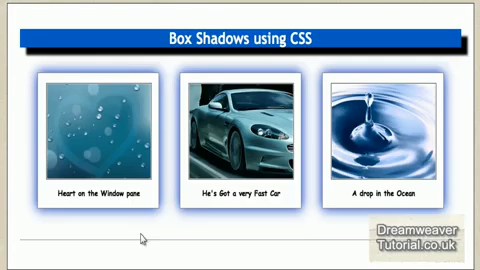 Box Shadows using CSS
Heart on the Window pane
He's Got a very Fast Car
A drop in the Ocean
Dreamweaver
Tutorial.co.uk